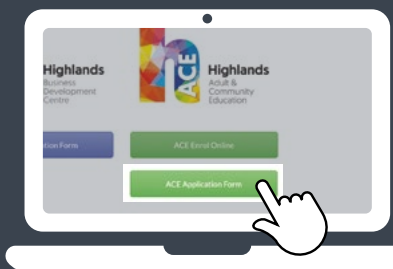 Highlands
Business
Development
Centre
ation Form
ACE
Highlands
Adult &
Community
Education
ACE Enrol Online
ACE Application Form